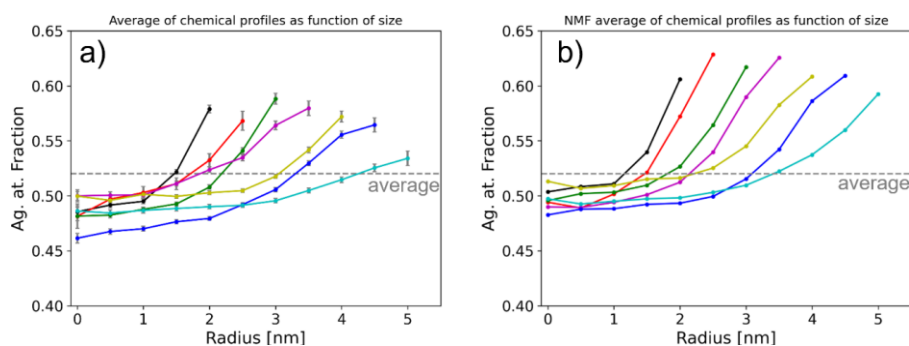 Average of chemical profiles as function of size
a)
0.65
0.60
0.55
0.50
0.45
0.40
Ag. at. Fraction
average
0 1 2 3 4 5
Radius [nm]
NMF average of chemical profiles as function of size
b)
0.65
0.60
0.55
0.50
0.45
0.40
Ag. at. Fraction
average
0 1 2 3 4 5
Radius [nm]